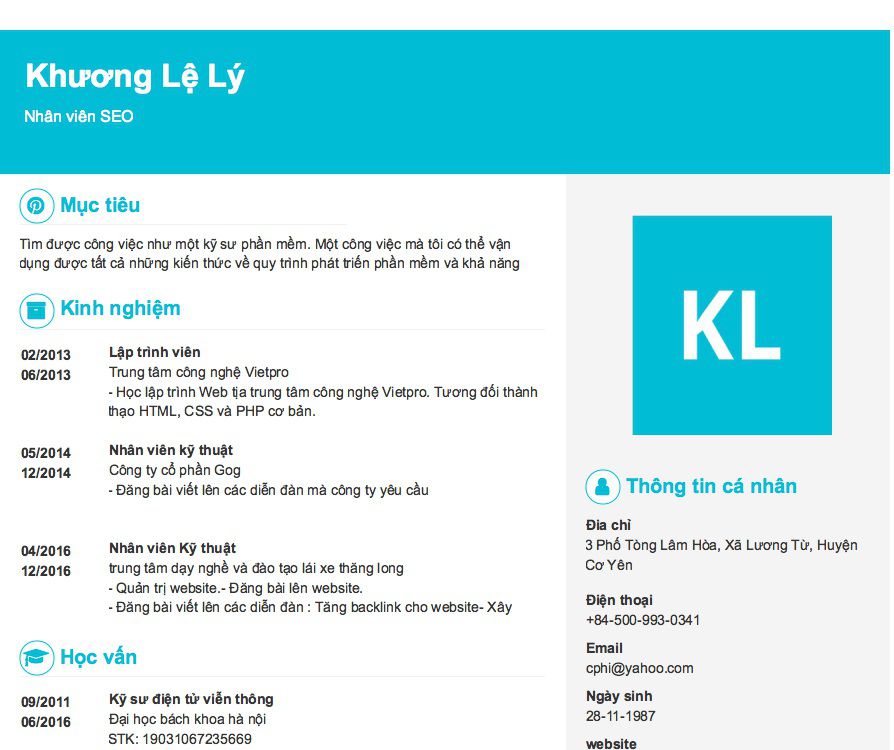 Khương Lệ Lý
Nhân viên SEO
Mục tiêu
Tìm được công việc như một kỹ sư phần mềm. Một công việc mà tôi có thể vận
dụng được tất cả những kiến thức về quy trình phát triển phần mềm và khả năng
Kinh nghiệm
02/2013
06/2013
Lập trình viên
Trung tâm công nghệ Vietpro
- Học lập trình Web tịa trung tâm công nghệ Vietpro. Tương đối thành
thạo HTML, CSS và PHP cơ bản.
05/2014
12/2014
Nhân viên kỹ thuật
Công ty cổ phần Gog
- Đăng bài viết lên các diễn đàn mà công ty yêu cầu
04/2016
12/2016
Nhân viên Kỹ thuật
trung tâm dạy nghề và đào tạo lái xe thăng long
- Quản trị website.- Đăng bài lên website.
- Đăng bài viết lên các diễn đàn : Tăng backlink cho website- Xây
Học vấn
09/2011
06/2016
Kỹ sư điện tử viễn thông
Đại học bách khoa hà nội
STK: 19031067235669
KL
Thông tin cá nhân
Đia chỉ
3 Phố Tòng Lâm Hòa, Xã Lương Từ, Huyện
Cơ Yên
Điện thoại
+84-500-993-0341
Email
cphi@yahoo.com
Ngày sinh
28-11-1987
website